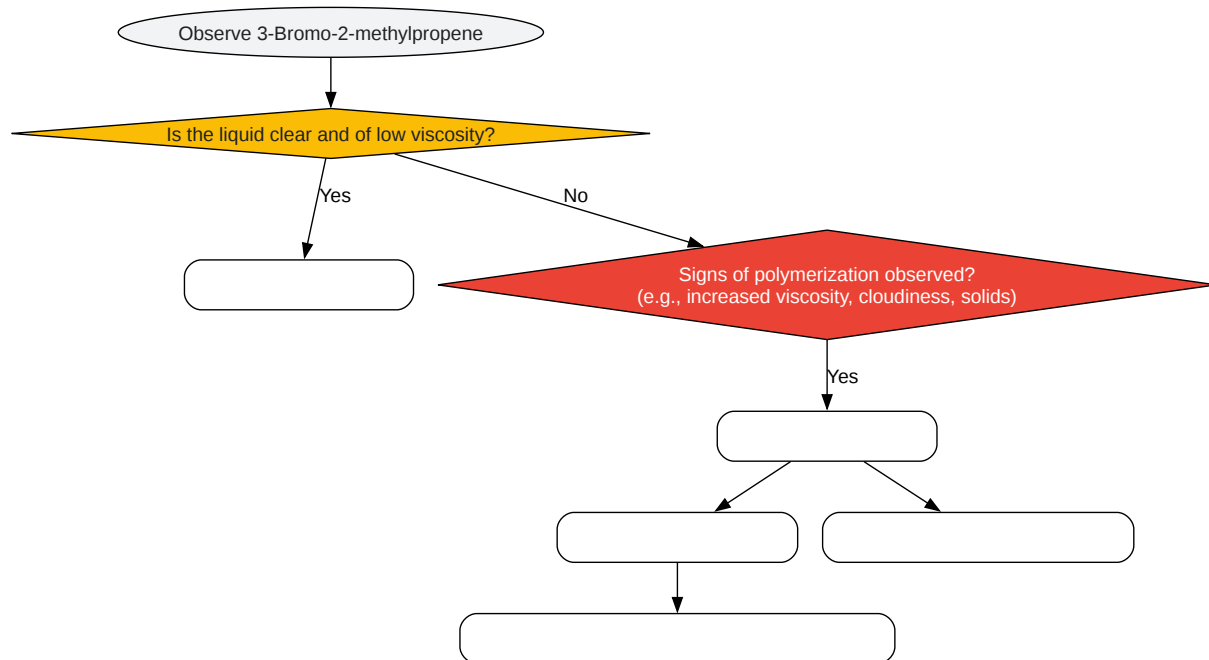 Observe 3-Bromo-2-methylpropene
Is the liquid clear and of low viscosity?
Yes
No
Signs of polymerization observed?
(e.g., increased viscosity, cloudiness, solids)
Yes